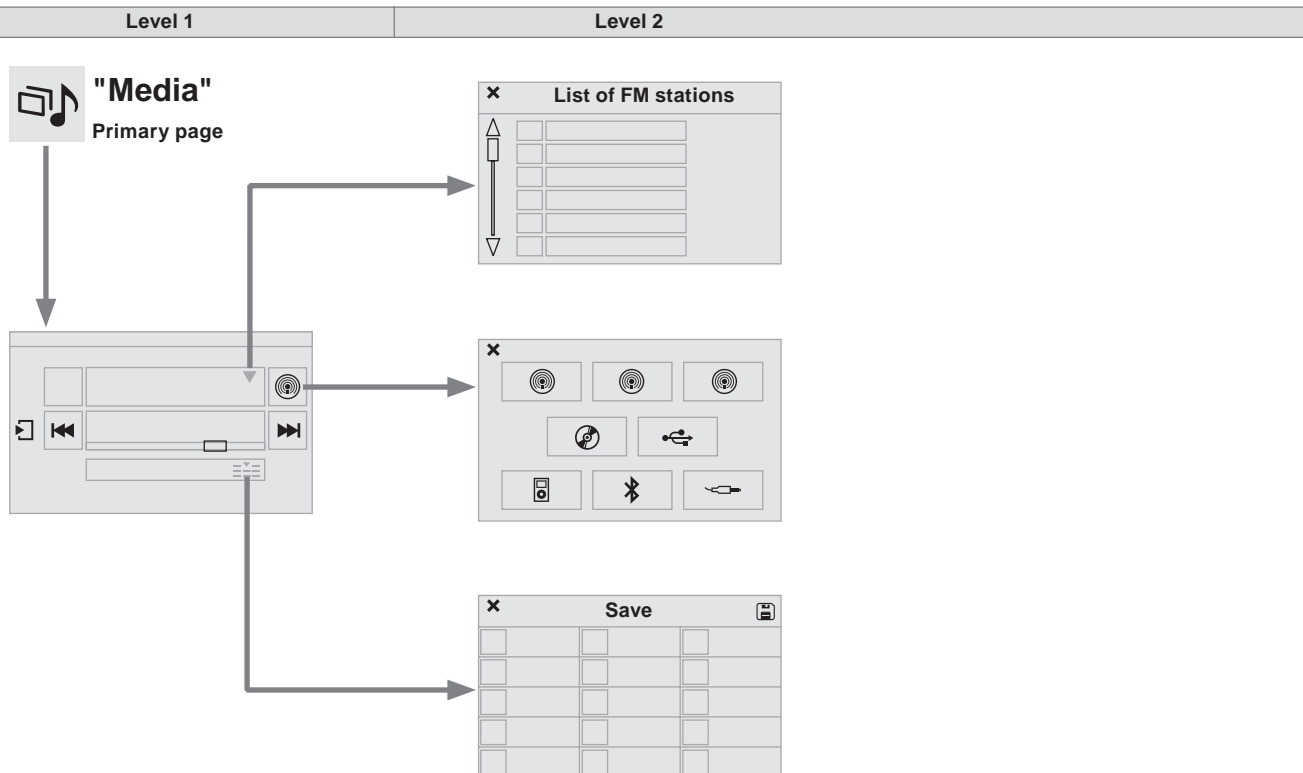 Level 1
Level 2
"Media"
Primary page
List of FM stations
Save